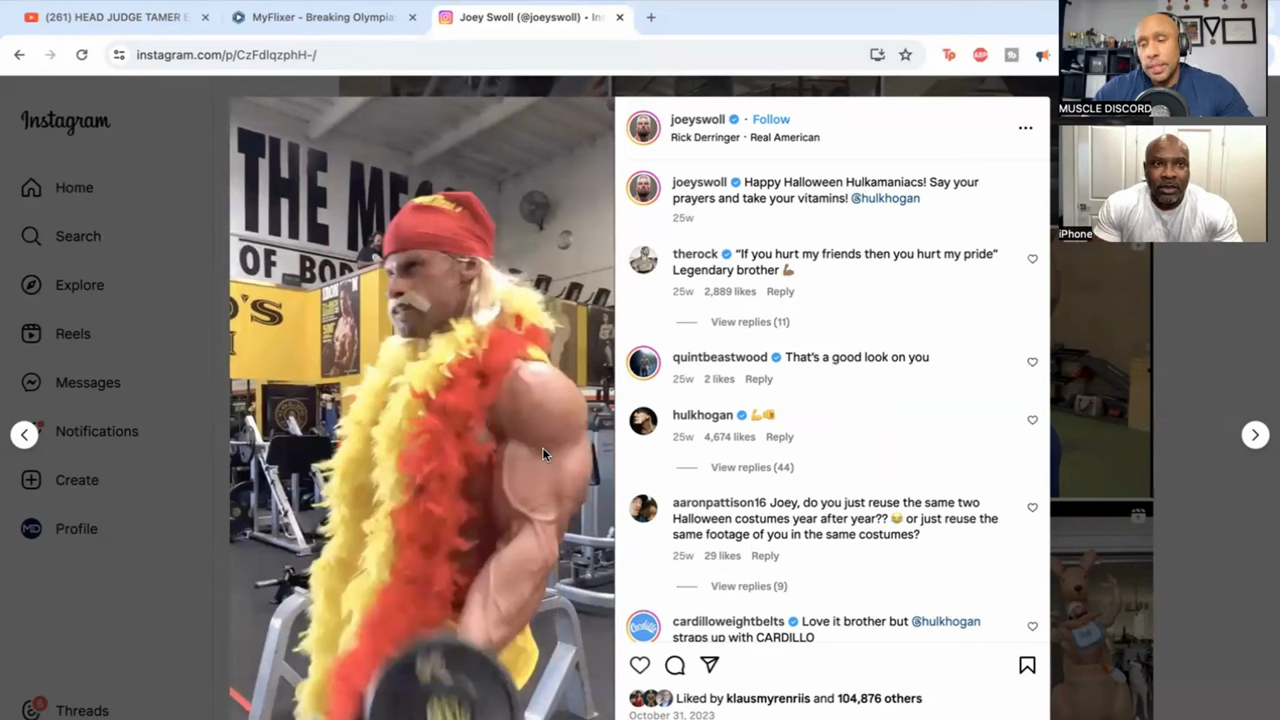 (261) HEAD JUDGE TAMER E
MyFlixer - Breaking Olympia
Joey Swoll (@joeyswoll) • In
instagram.com/p/CzFdlqzphH-/
MUSCLE DISCORD
iPhone
Instagram
Home
Search
Explore
Reels
Messages
Notifications
Create
Profile
Threads
THE ME
OF BOD
joeyswoll · Follow
Rick Derringer · Real American
joeyswoll Happy Halloween Hulkamaniacs! Say your
prayers and take your vitamins! @hulkhogan
25w
therock “If you hurt my friends then you hurt my pride”
Legendary brother 💪🏾
25w 2,889 likes Reply
View replies (11)
quintbeastwood That's a good look on you
25w 2 likes Reply
hulkhogan 💪🤜
25w 4,674 likes Reply
View replies (44)
aaronpattison16 Joey, do you just reuse the same two
Halloween costumes year after year?? 😂 or just reuse the
same footage of you in the same costumes?
25w 29 likes Reply
View replies (9)
cardilloweightbelts Love it brother but @hulkhogan
straps up with CARDILLO
Liked by klausmyrenriis and 104,876 others
October 31, 2023